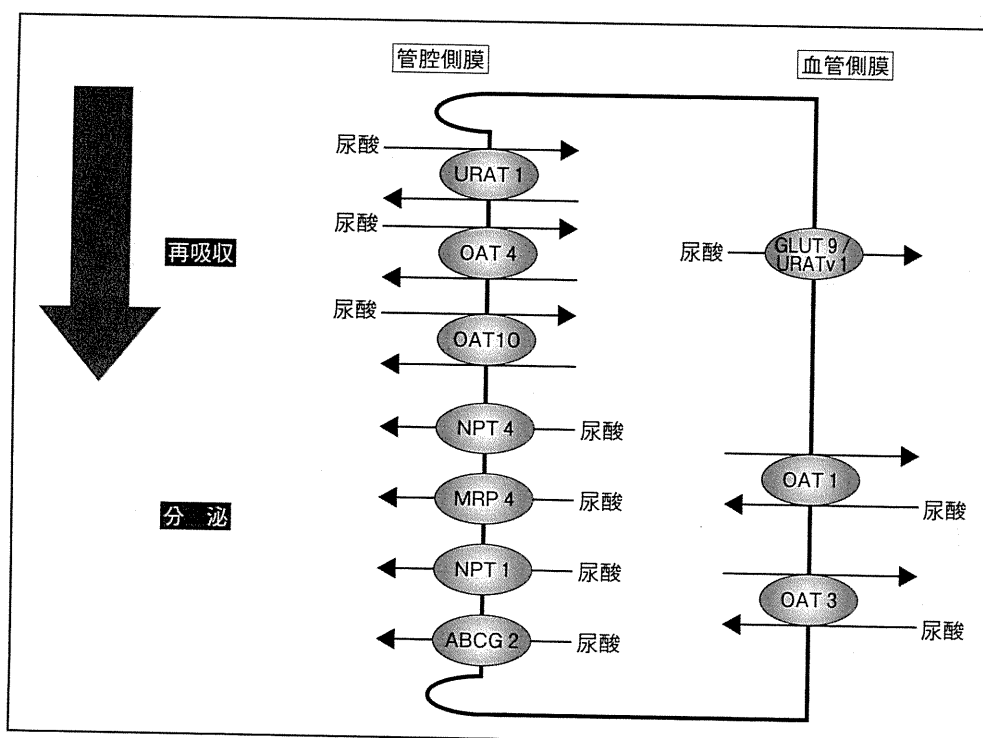 管腔側膜
血管側膜
尿酸
URAT 1
尿酸
再吸収
OAT 4
尿酸
GLUT 9 /
URATv 1
尿酸
OAT10
NPT 4
尿酸
OAT 1
分 泌
MRP 4
尿酸
尿酸
NPT 1
尿酸
OAT 3
ABCG 2
尿酸
尿酸